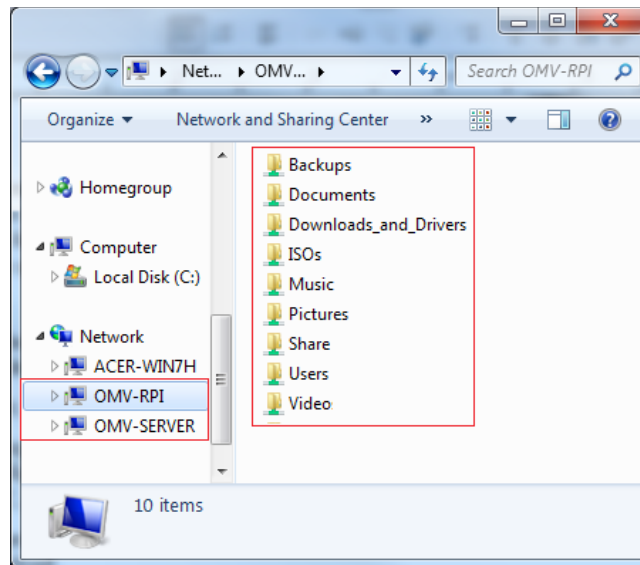 Net... OMV... Search OMV-RPI
Organize Network and Sharing Center »
Homegroup
Computer
Local Disk (C:)
Network
ACER-WIN7H
OMV-RPI
OMV-SERVER
Backups
Documents
Downloads_and_Drivers
ISOs
Music
Pictures
Share
Users
Video
10 items